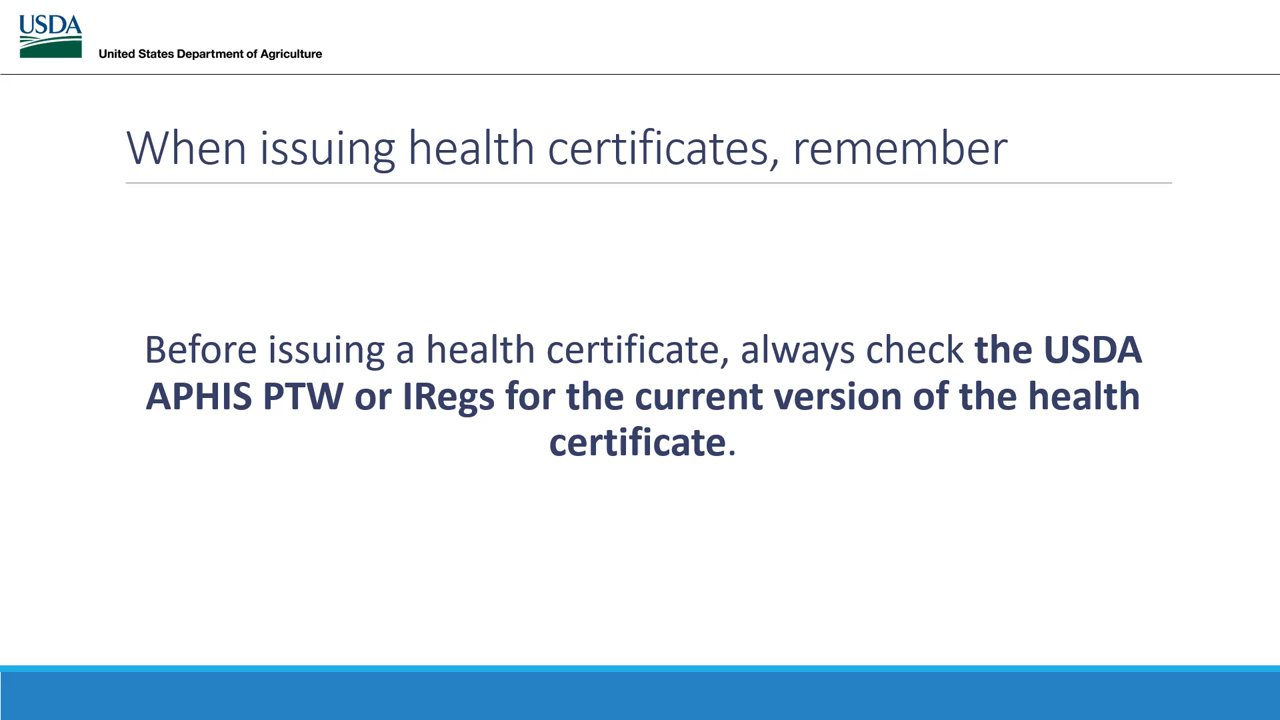 USDA
United States Department of Agriculture
When issuing health certificates, remember
Before issuing a health certificate, always check the USDA
APHIS PTW or IRegs for the current version of the health
certificate.